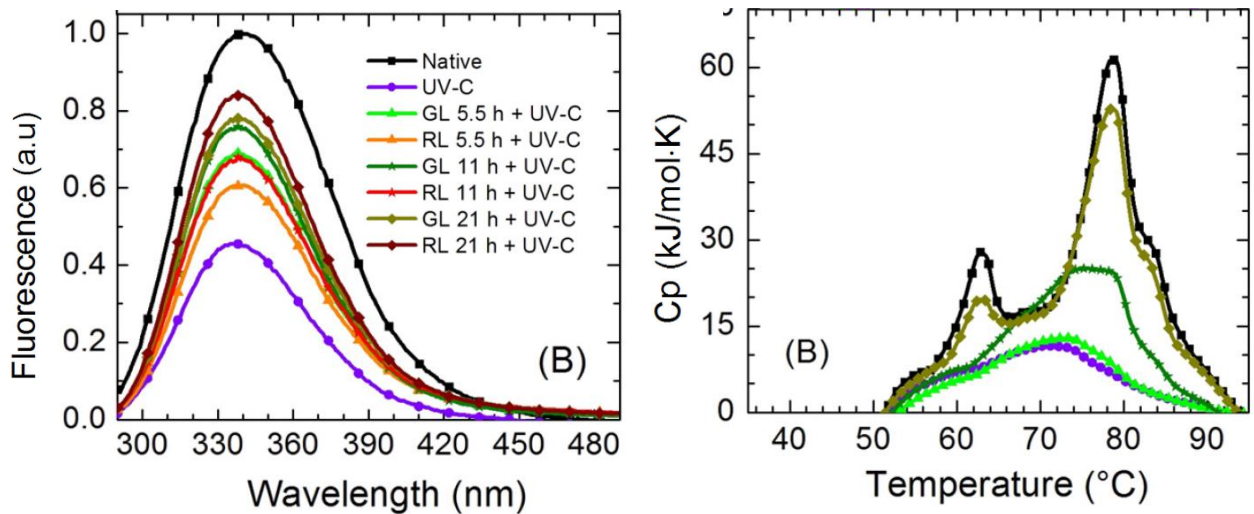 Fluorescence (a.u)
1.0
0.8
0.6
0.4
0.2
0.0
Native
UV-C
GL 5.5 h + UV-C
RL 5.5 h + UV-C
GL 11 h + UV-C
RL 11 h + UV-C
GL 21 h + UV-C
RL 21 h + UV-C
(B)
300 330 360 390 420 450 480
Wavelength (nm)
Cp (kJ/mol·K)
60
45
30
15
0
(B)
40 50 60 70 80 90
Temperature (°C)